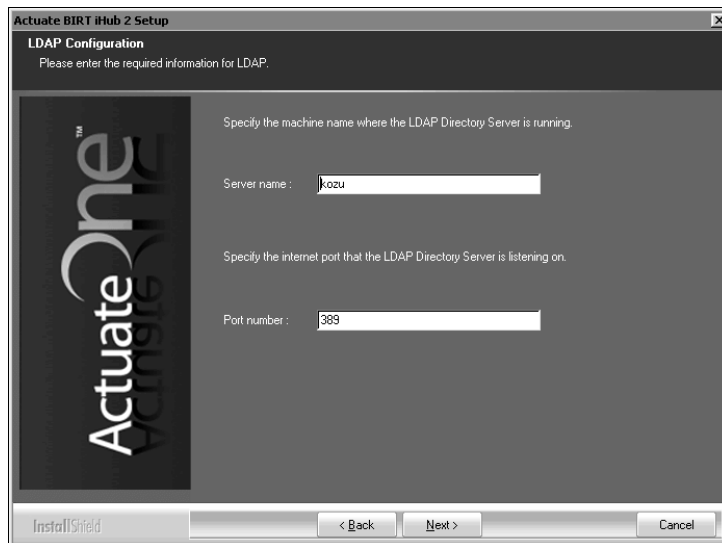 Actuate BIRT iHub 2 Setup
LDAP Configuration
Please enter the required information for LDAP.
Specify the machine name where the LDAP Directory Server is running.
Server name :
kozu
Specify the internet port that the LDAP Directory Server is listening on.
Port number :
389
ActuateOne™
InstallShield
< Back
Next >
Cancel